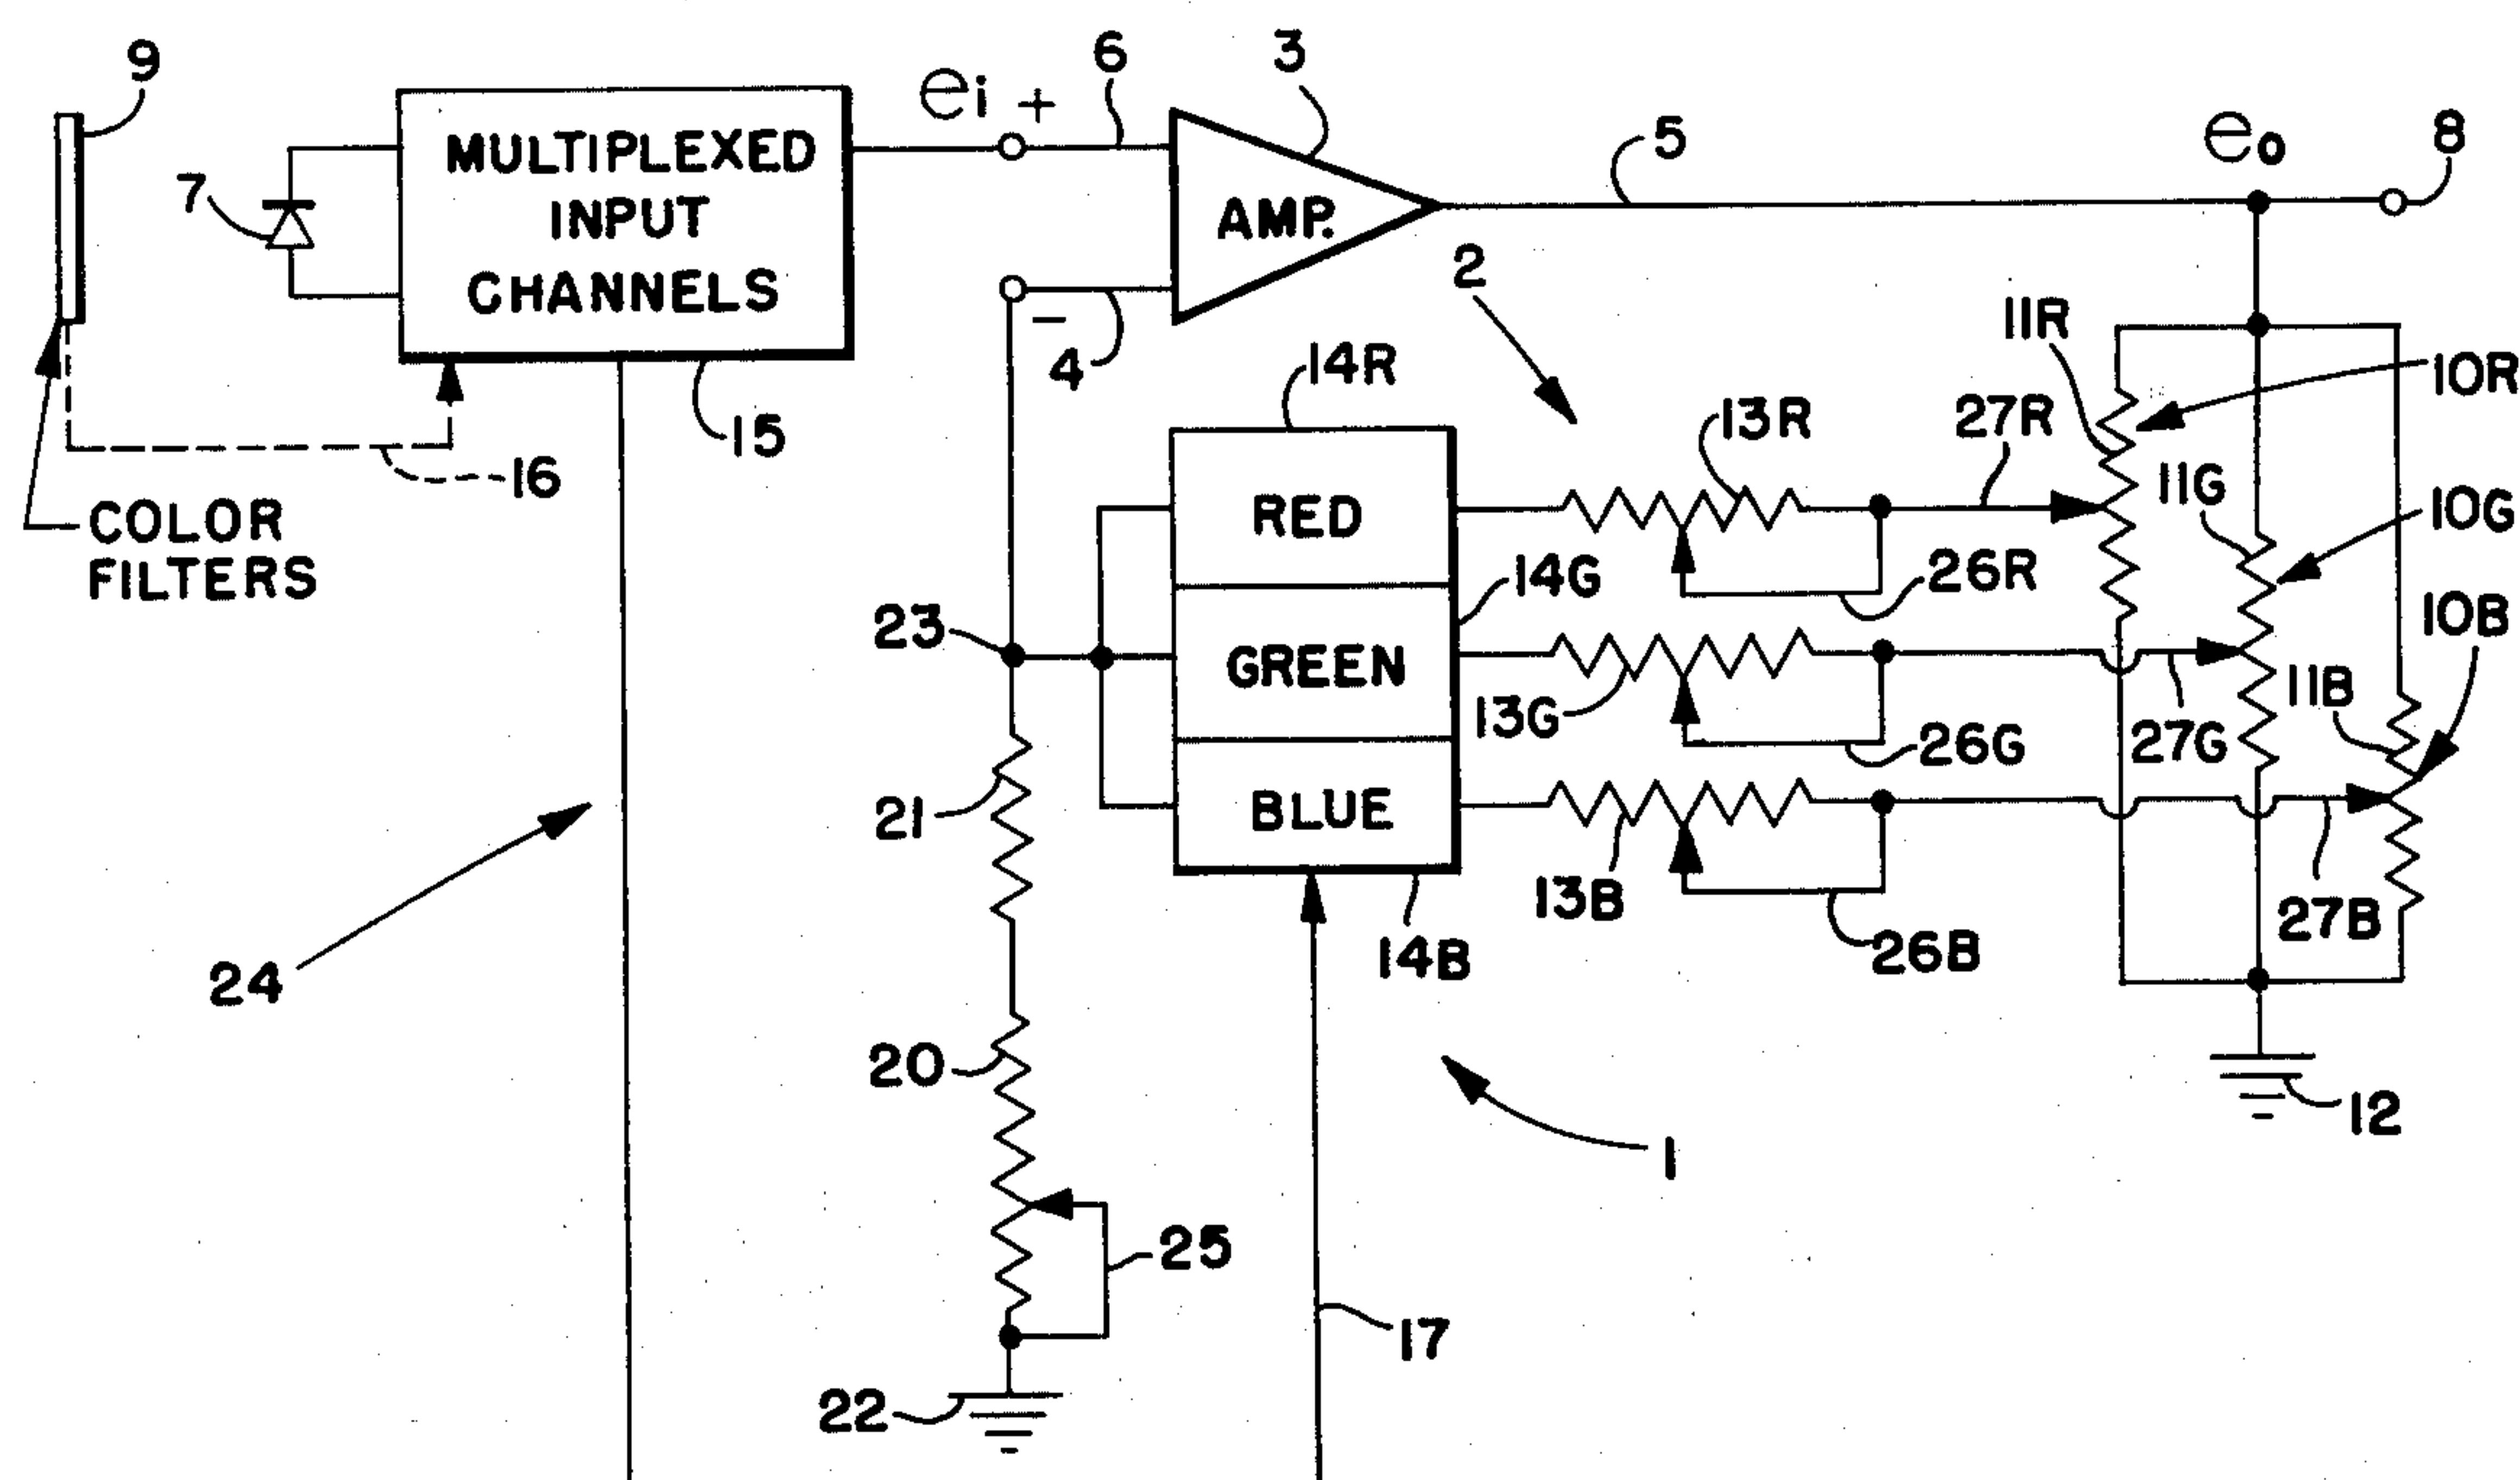 9
7
MULTIPLEXED
INPUT
CHANNELS
ei +
6
3
AMP.
5
eo
8
-
4
2
15
16
COLOR
FILTERS
14R
RED
14G
GREEN
BLUE
14B
13R
27R
26R
13G
26G
27G
13B
26B
27B
11R
10R
11G
10G
11B
10B
23
21
20
24
25
22
17
1
12